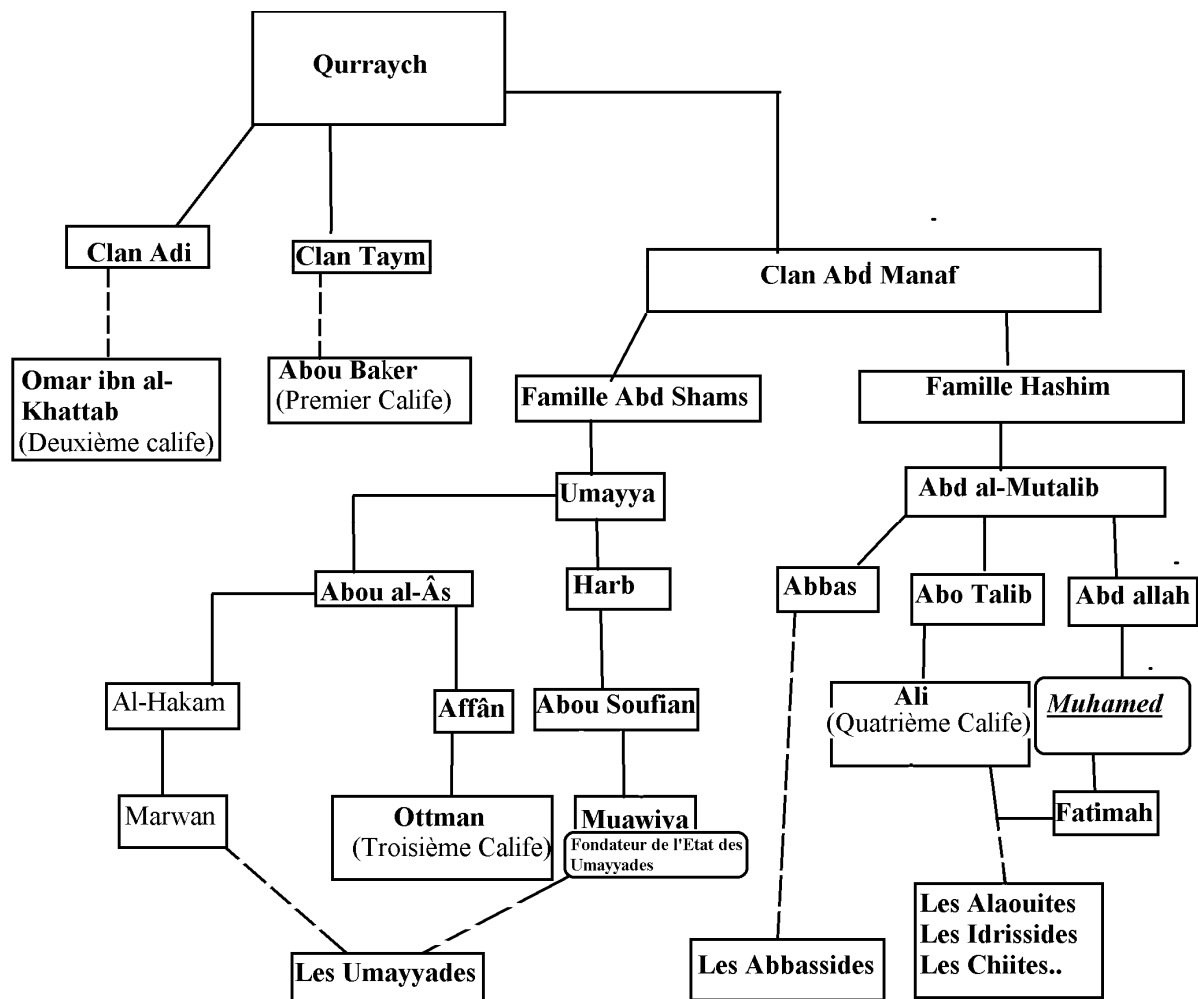 Qurraych
Clan Adi
Clan Taym
Clan Abd Manaf
Omar ibn al-
Khattab
(Deuxième calife)
Abou Baker
(Premier Calife)
Famille Abd Shams
Famille Hashim
Umayya
Abd al-Mutalib
Abou al-Âs
Harb
Abbas
Abo Talib
Abd allah
Al-Hakam
Affân
Abou Soufian
Ali
(Quatrième Calife)
Muhamed
Marwan
Ottman
(Troisième Calife)
Muawiya
Fondateur de l'Etat des
Umayyades
Fatimah
Les Umayyades
Les Abbassides
Les Alaouites
Les Idrissides
Les Chiites..